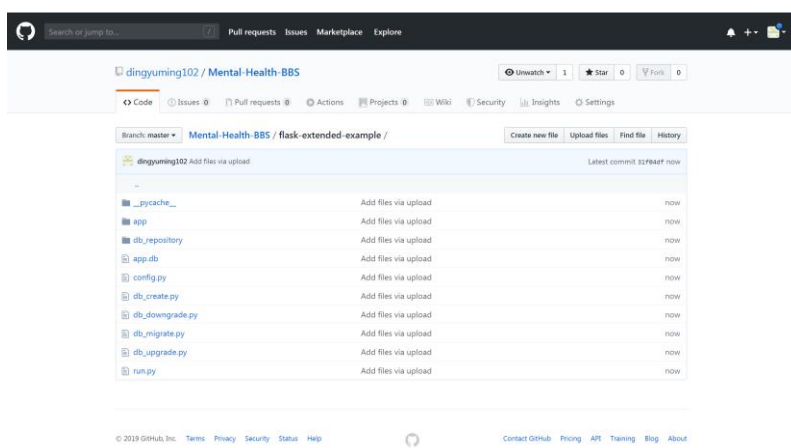 Search or jump to... / Pull requests Issues Marketplace Explore
dingyuming102 / Mental-Health-BBS Unwatch 1 Star 0 Fork 0
Code Issues 0 Pull requests 0 Actions Projects 0 Wiki Security Insights Settings
Branch: master Mental-Health-BBS / flask-extended-example / Create new file Upload files Find file History
dingyuming102 Add files via upload Latest commit 31f04df now
..
__pycache__ Add files via upload now
app Add files via upload now
db_repository Add files via upload now
app.db Add files via upload now
config.py Add files via upload now
db_create.py Add files via upload now
db_downgrade.py Add files via upload now
db_migrate.py Add files via upload now
db_upgrade.py Add files via upload now
run.py Add files via upload now
© 2019 GitHub, Inc. Terms Privacy Security Status Help Contact GitHub Pricing API Training Blog About